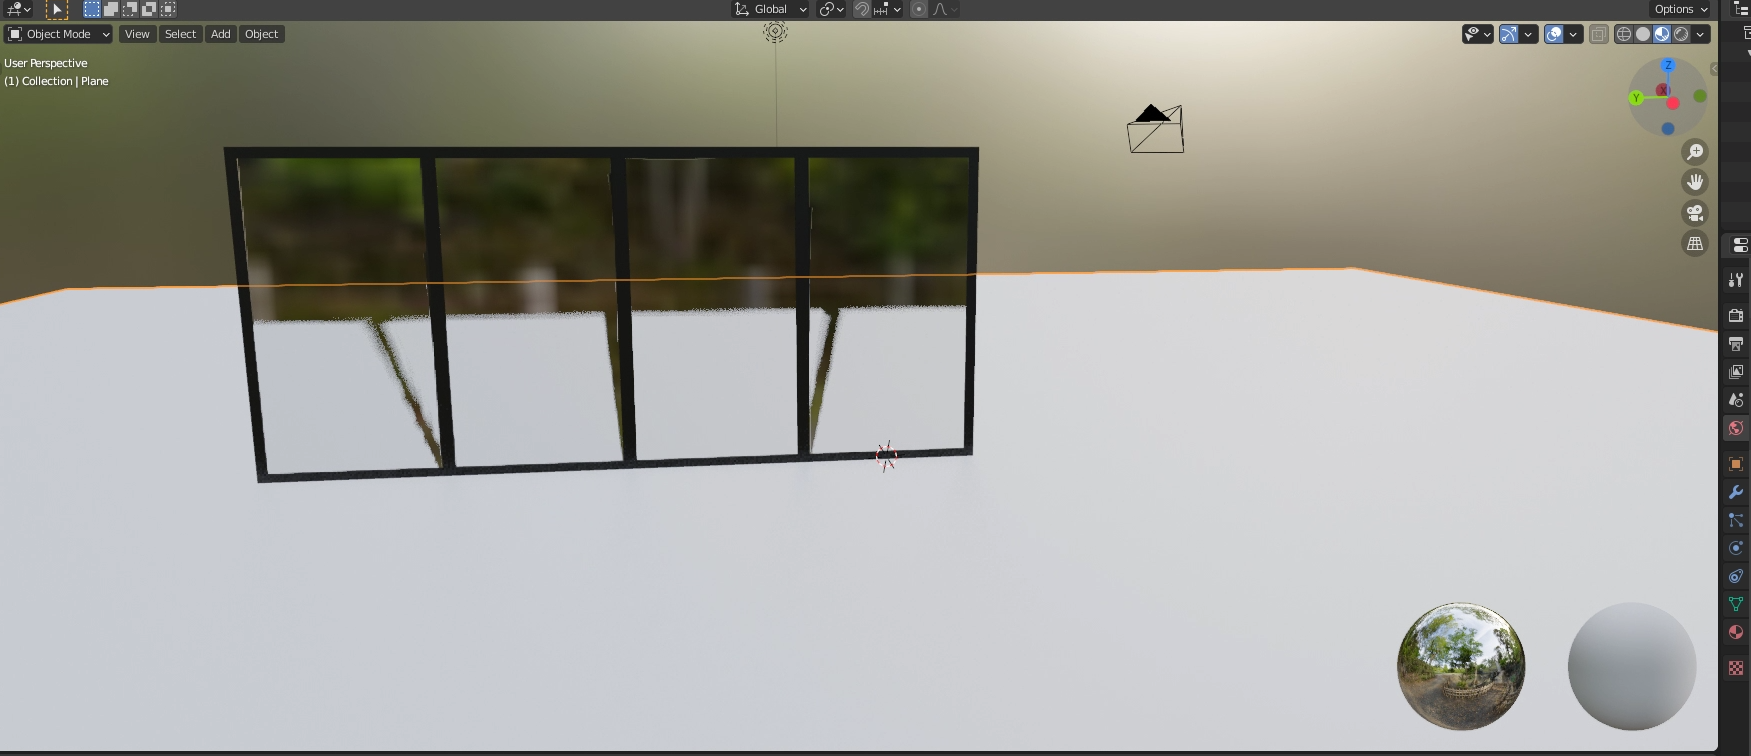 Global
Options
Object Mode
View
Select
Add
Object
User Perspective
(1) Collection | Plane
Z
X
Y